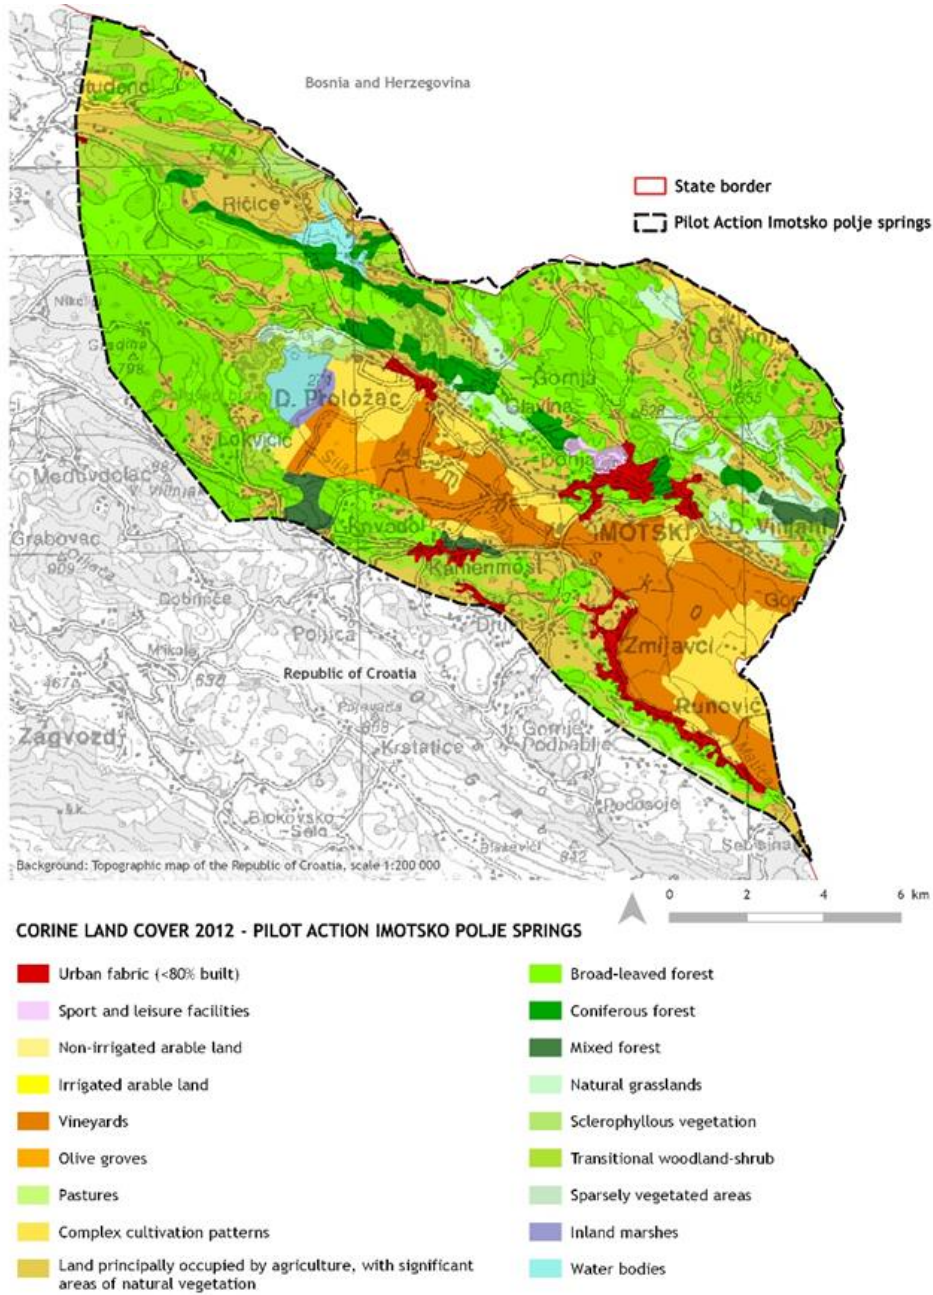 Bosnia and Herzegovina
Studenci
State border
774
Pilot Action Imotsko polje springs
Ričice
798
Gornja
Glavina
D. Proložac
Lokvičić
Donja
Grabovac
909
IMOTSKI
D. Vinjani
Kamenmost
Dobrinče
Poljica
Zmijavci
Republic of Croatia
467
658
Runović
Zagvozd
Krstatice
Gornje
Podbablje
Biokovsko
Selo
Podosoje
Background: Topographic map of the Republic of Croatia, scale 1:200 000
0 2 4 6 km
CORINE LAND COVER 2012 - PILOT ACTION IMOTSKO POLJE SPRINGS
Urban fabric (<80% built)
Sport and leisure facilities
Non-irrigated arable land
Irrigated arable land
Vineyards
Olive groves
Pastures
Complex cultivation patterns
Land principally occupied by agriculture, with significant
areas of natural vegetation
Broad-leaved forest
Coniferous forest
Mixed forest
Natural grasslands
Sclerophyllous vegetation
Transitional woodland-shrub
Sparsely vegetated areas
Inland marshes
Water bodies